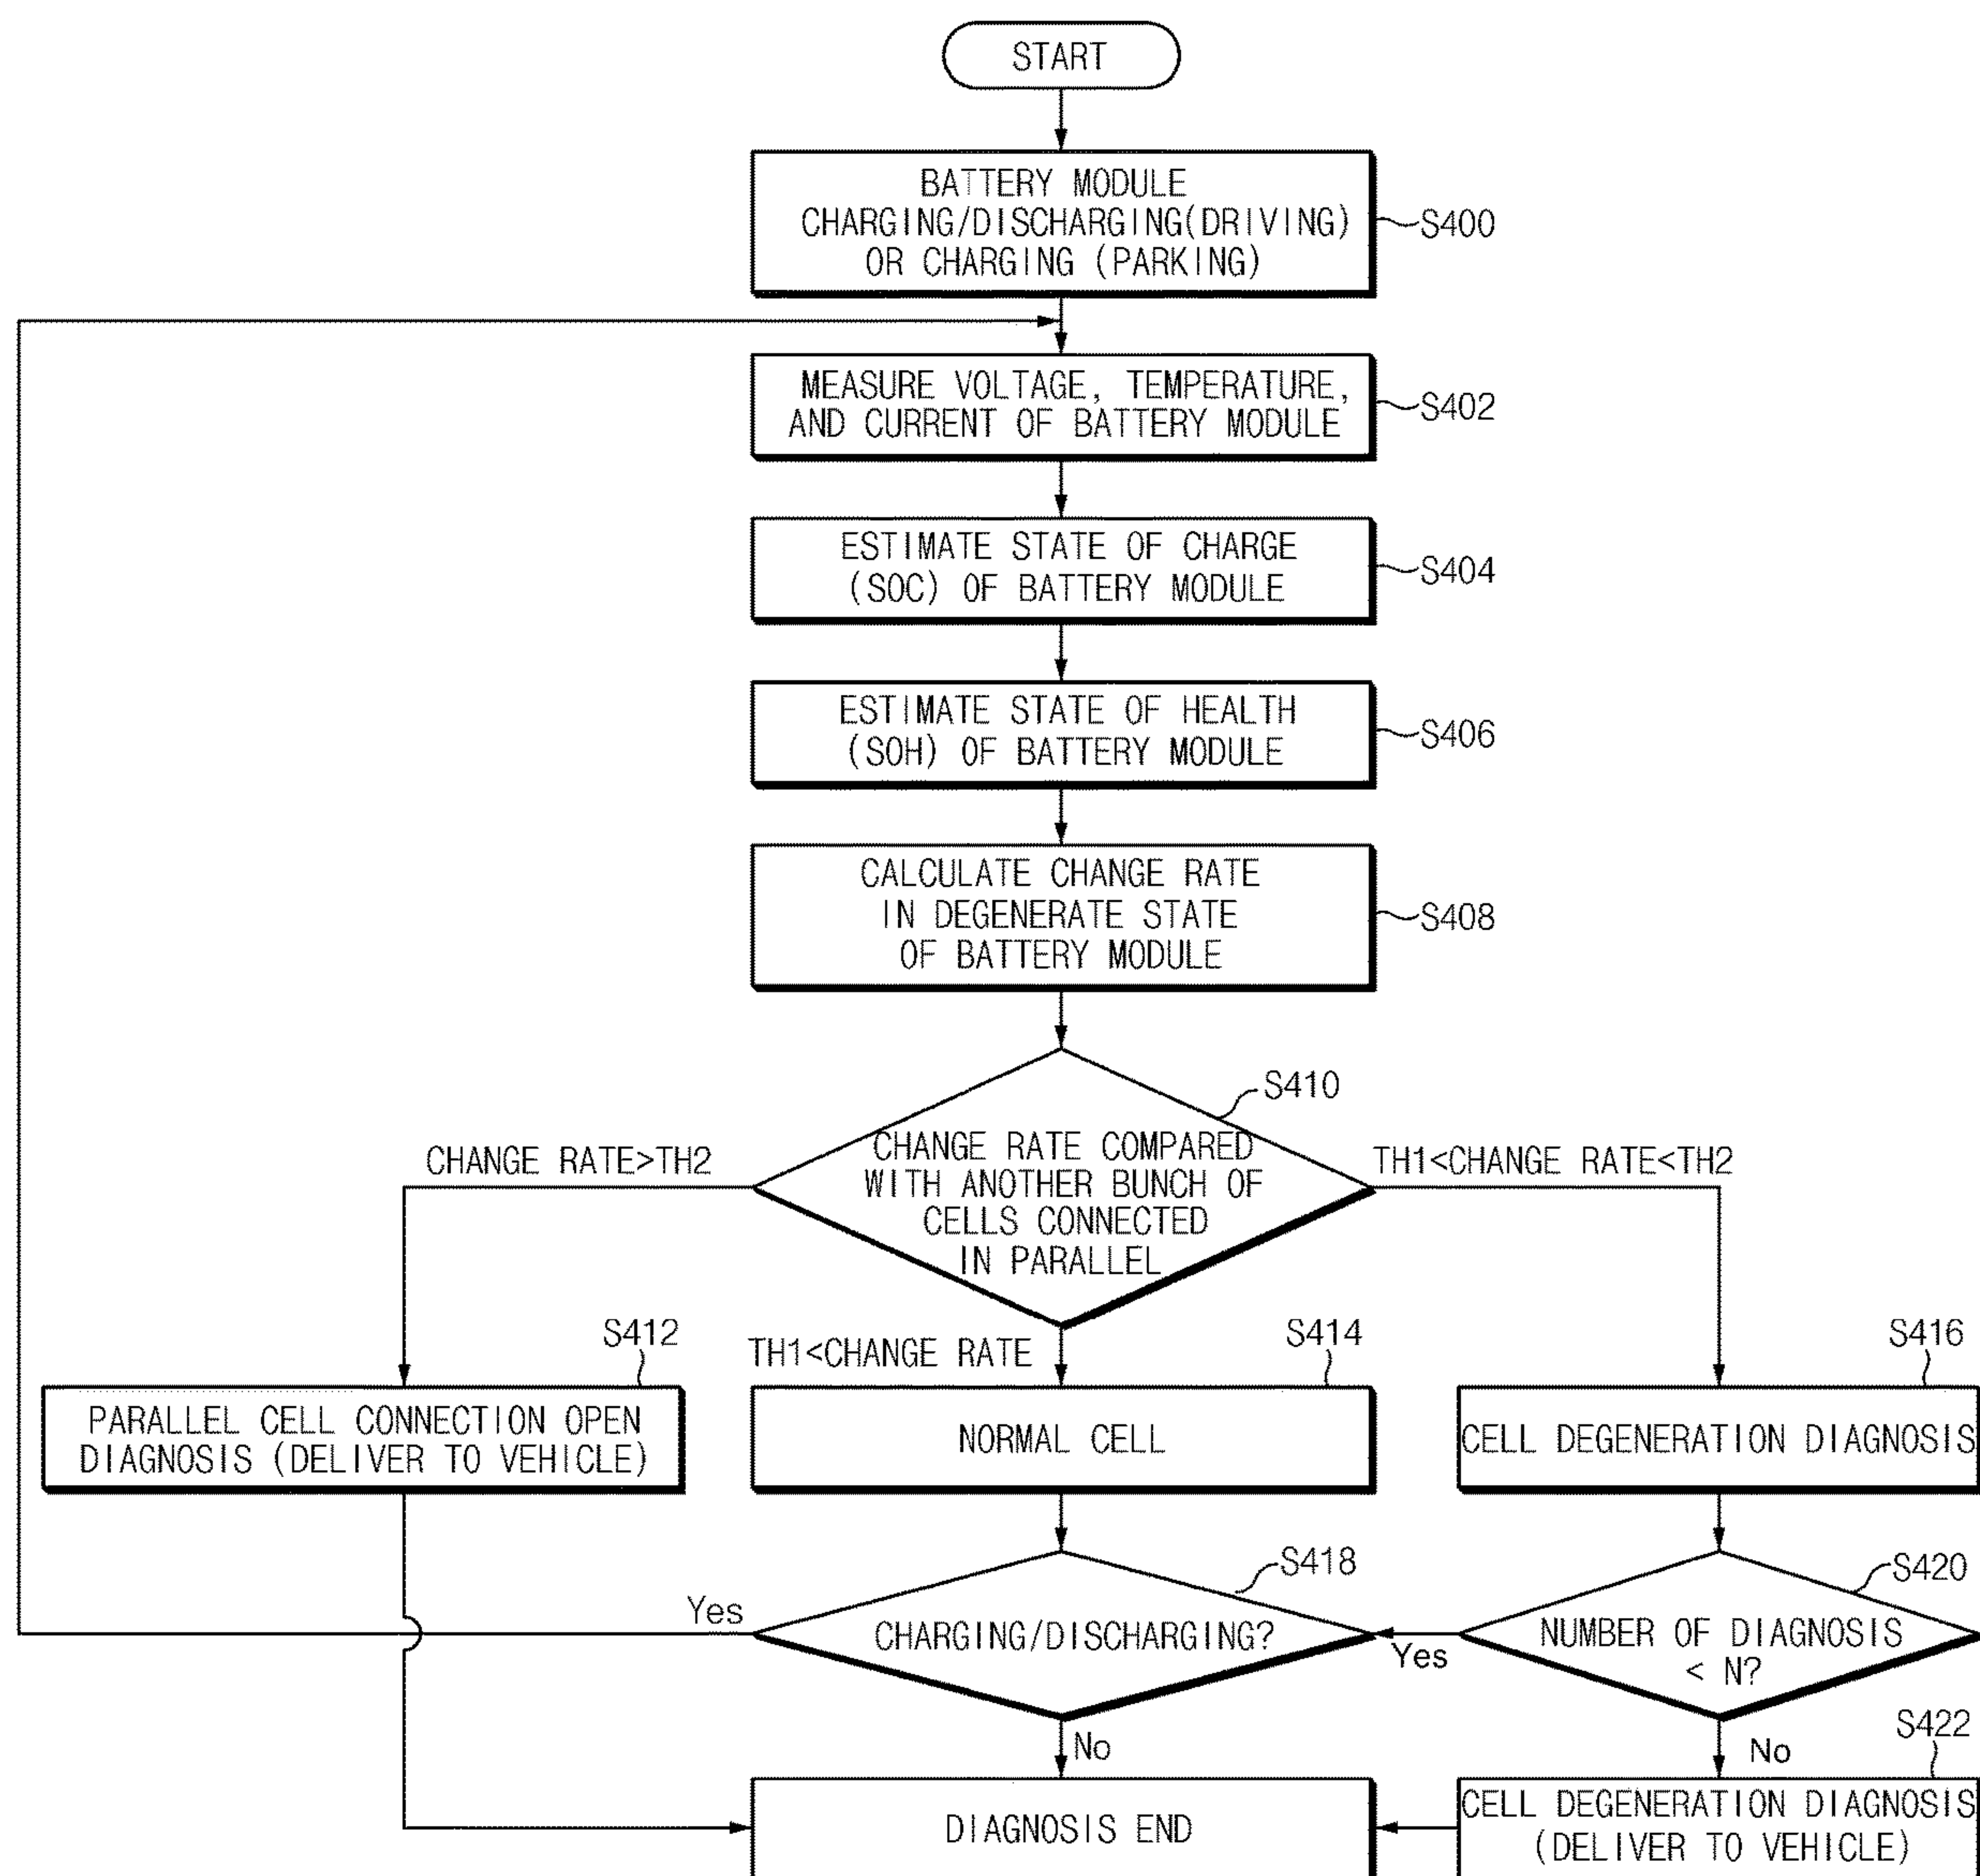 START
BATTERY MODULE
CHARGING/DISCHARGING(DRIVING)
OR CHARGING (PARKING)
S400
MEASURE VOLTAGE, TEMPERATURE,
AND CURRENT OF BATTERY MODULE
S402
ESTIMATE STATE OF CHARGE
(SOC) OF BATTERY MODULE
S404
ESTIMATE STATE OF HEALTH
(SOH) OF BATTERY MODULE
S406
CALCULATE CHANGE RATE
IN DEGENERATE STATE
OF BATTERY MODULE
S408
S410
CHANGE RATE COMPARED
WITH ANOTHER BUNCH OF
CELLS CONNECTED
IN PARALLEL
CHANGE RATE>TH2
TH1<CHANGE RATE<TH2
TH1<CHANGE RATE
S412
PARALLEL CELL CONNECTION OPEN
DIAGNOSIS (DELIVER TO VEHICLE)
S414
NORMAL CELL
S416
CELL DEGENERATION DIAGNOSIS
S418
CHARGING/DISCHARGING?
Yes
No
S420
NUMBER OF DIAGNOSIS
< N?
Yes
No
S422
CELL DEGENERATION DIAGNOSIS
(DELIVER TO VEHICLE)
DIAGNOSIS END